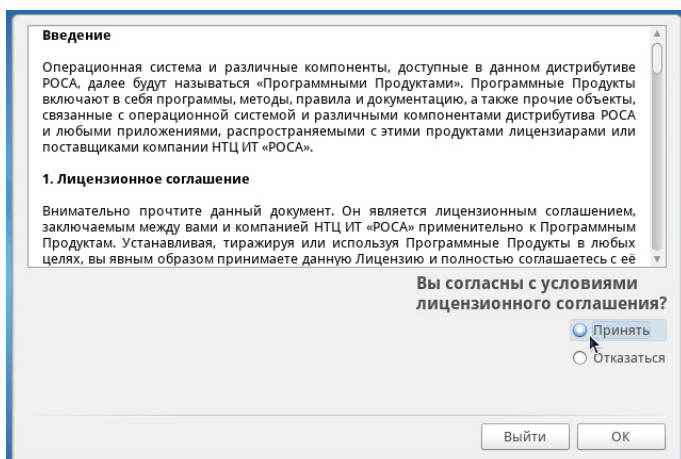 Введение
Операционная система и различные компоненты, доступные в данном дистрибутиве
РОСА, далее будут называться «Программными Продуктами». Программные Продукты
включают в себя программы, методы, правила и документацию, а также прочие объекты,
связанные с операционной системой и различными компонентами дистрибутива РОСА
и любыми приложениями, распространяемыми с этими продуктами лицензиарами или
поставщиками компании НТЦ ИТ «РОСА».
1. Лицензионное соглашение
Внимательно прочтите данный документ. Он является лицензионным соглашением,
заключаемым между вами и компанией НТЦ ИТ «РОСА» применительно к Программным
Продуктам. Устанавливая, тиражируя или используя Программные Продукты в любых
целях, вы явным образом принимаете данную Лицензию и полностью соглашаетесь с её
Вы согласны с условиями
лицензионного соглашения?
Принять
Отказаться
Выйти
ОК